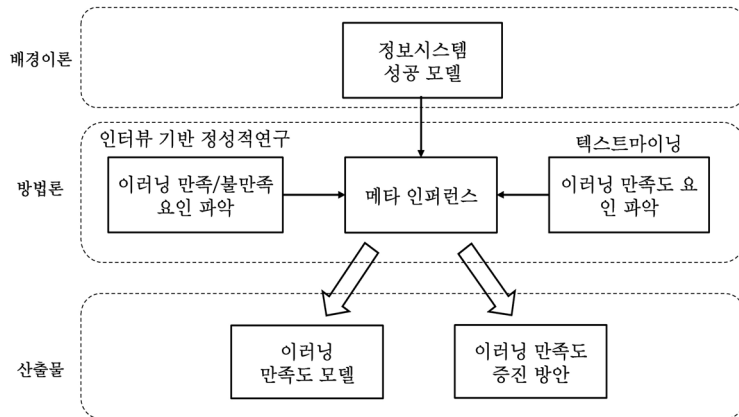 배경이론
정보시스템
성공 모델
방법론
인터뷰 기반 정성적연구
이러닝 만족/불만족
요인 파악
메타 인퍼런스
텍스트마이닝
이러닝 만족도 요
인 파악
산출물
이러닝
만족도 모델
이러닝 만족도
증진 방안